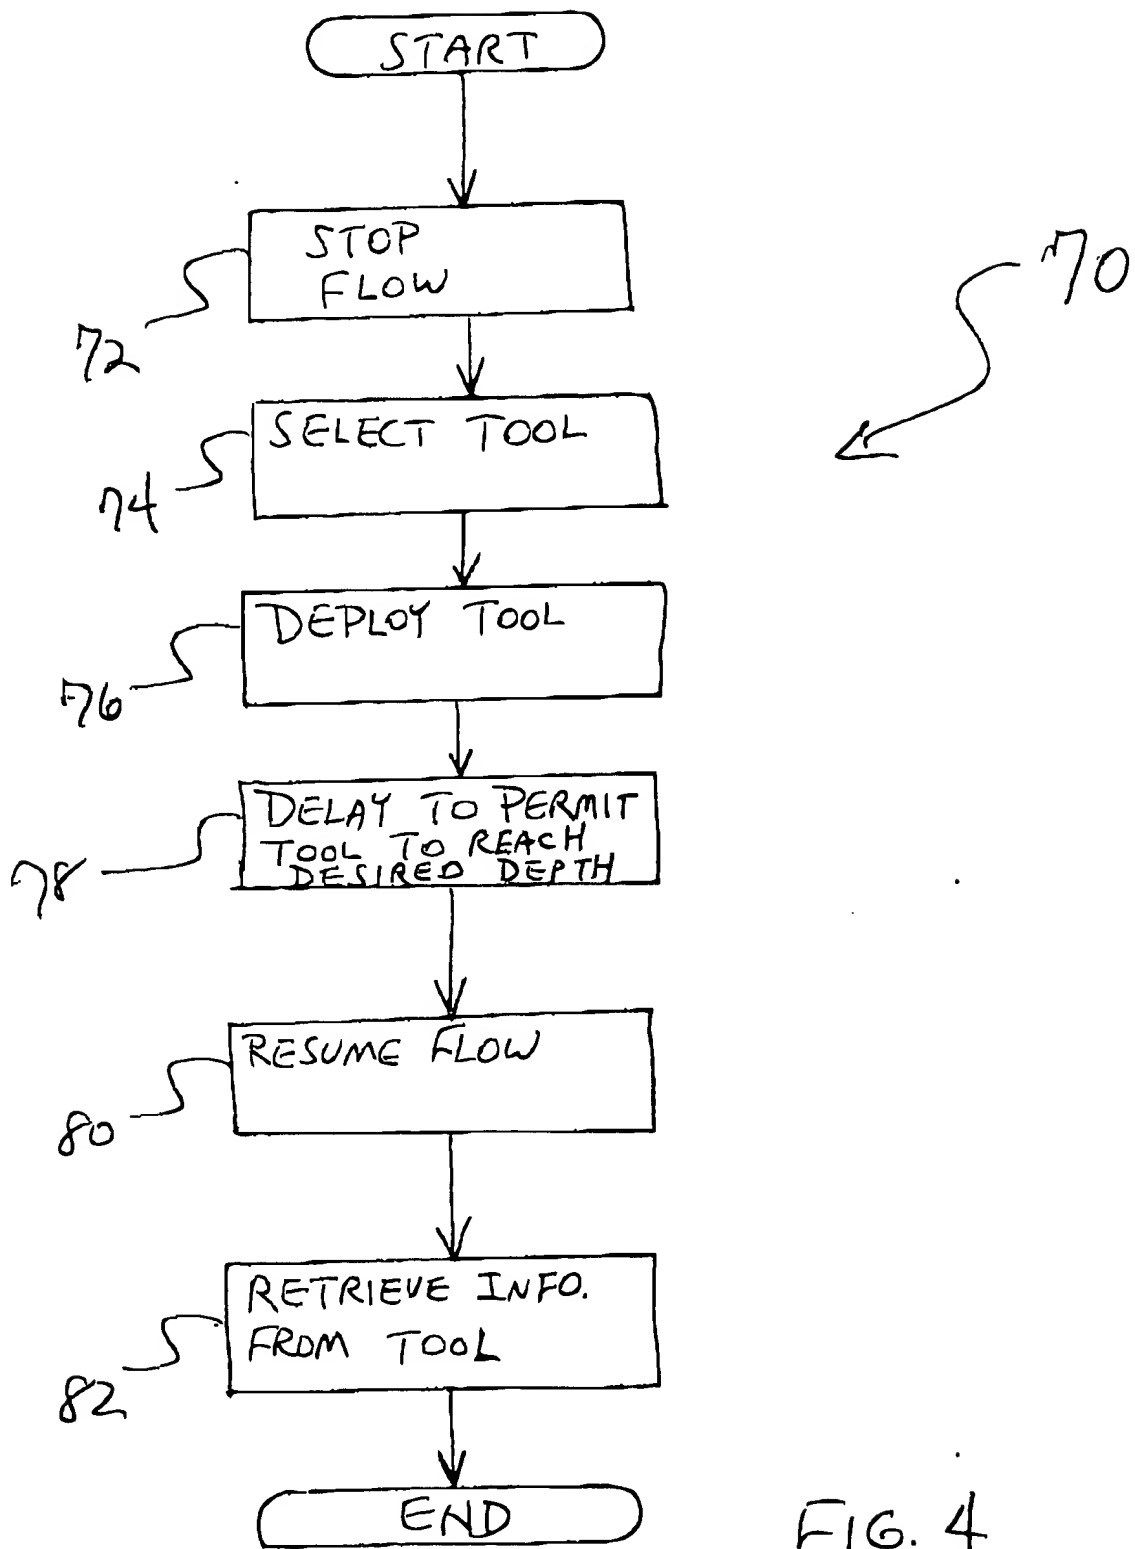 START
STOP
FLOW
70
72
SELECT TOOL
74
DEPLOY TOOL
76
DELAY TO PERMIT
TOOL TO REACH
DESIRED DEPTH
78
RESUME FLOW
80
RETRIEVE INFO.
FROM TOOL
82
END
FIG. 4